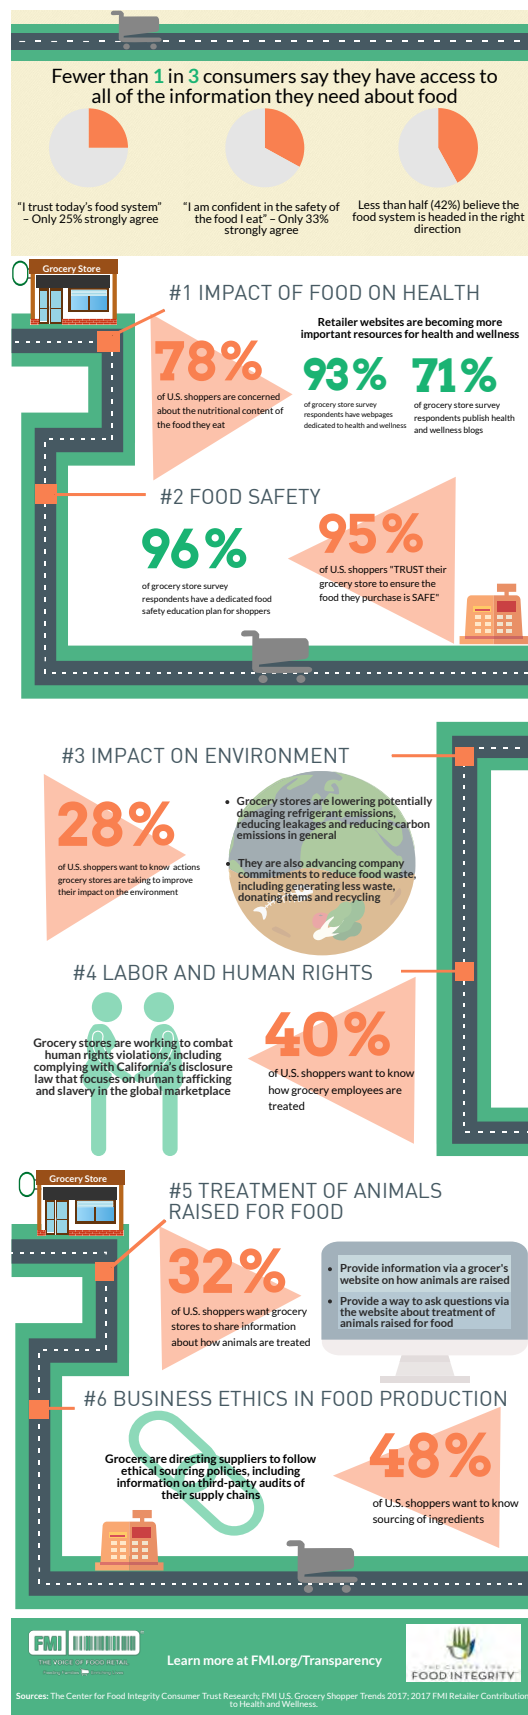 Fewer than 1 in 3 consumers say they have access to
all of the information they need about food
"I trust today's food system"
– Only 25% strongly agree
"I am confident in the safety of
the food I eat" – Only 33%
strongly agree
Less than half (42%) believe the
food system is headed in the right
direction
Grocery Store
#1 IMPACT OF FOOD ON HEALTH
78%
of U.S. shoppers are concerned
about the nutritional content of
the food they eat
Retailer websites are becoming more
important resources for health and wellness
93%
of grocery store survey
respondents have webpages
dedicated to health and wellness
71%
of grocery store survey
respondents publish health
and wellness blogs
#2 FOOD SAFETY
96%
of grocery store survey
respondents have a dedicated food
safety education plan for shoppers
95%
of U.S. shoppers "TRUST their
grocery store to ensure the
food they purchase is SAFE"
#3 IMPACT ON ENVIRONMENT
28%
of U.S. shoppers want to know actions
grocery stores are taking to improve
their impact on the environment
• Grocery stores are lowering potentially
damaging refrigerant emissions,
reducing leakages and reducing carbon
emissions in general
• They are also advancing company
commitments to reduce food waste,
including generating less waste,
donating items and recycling
#4 LABOR AND HUMAN RIGHTS
Grocery stores are working to combat
human rights violations, including
complying with California's disclosure
law that focuses on human trafficking
and slavery in the global marketplace
40%
of U.S. shoppers want to know
how grocery employees are
treated
Grocery Store
#5 TREATMENT OF ANIMALS
RAISED FOR FOOD
32%
of U.S. shoppers want grocery
stores to share information
about how animals are treated
• Provide information via a grocer's
website on how animals are raised
• Provide a way to ask questions via
the website about treatment of
animals raised for food
#6 BUSINESS ETHICS IN FOOD PRODUCTION
Grocers are directing suppliers to follow
ethical sourcing policies, including
information on third-party audits of
their supply chains
48%
of U.S. shoppers want to know
sourcing of ingredients
FMI
THE VOICE OF FOOD RETAIL
Learn more at FMI.org/Transparency
THE CENTER FOR
FOOD INTEGRITY
Sources: The Center for Food Integrity Consumer Trust Research; FMI U.S. Grocery Shopper Trends 2017; 2017 FMI Retailer Contribution
to Health and Wellness.